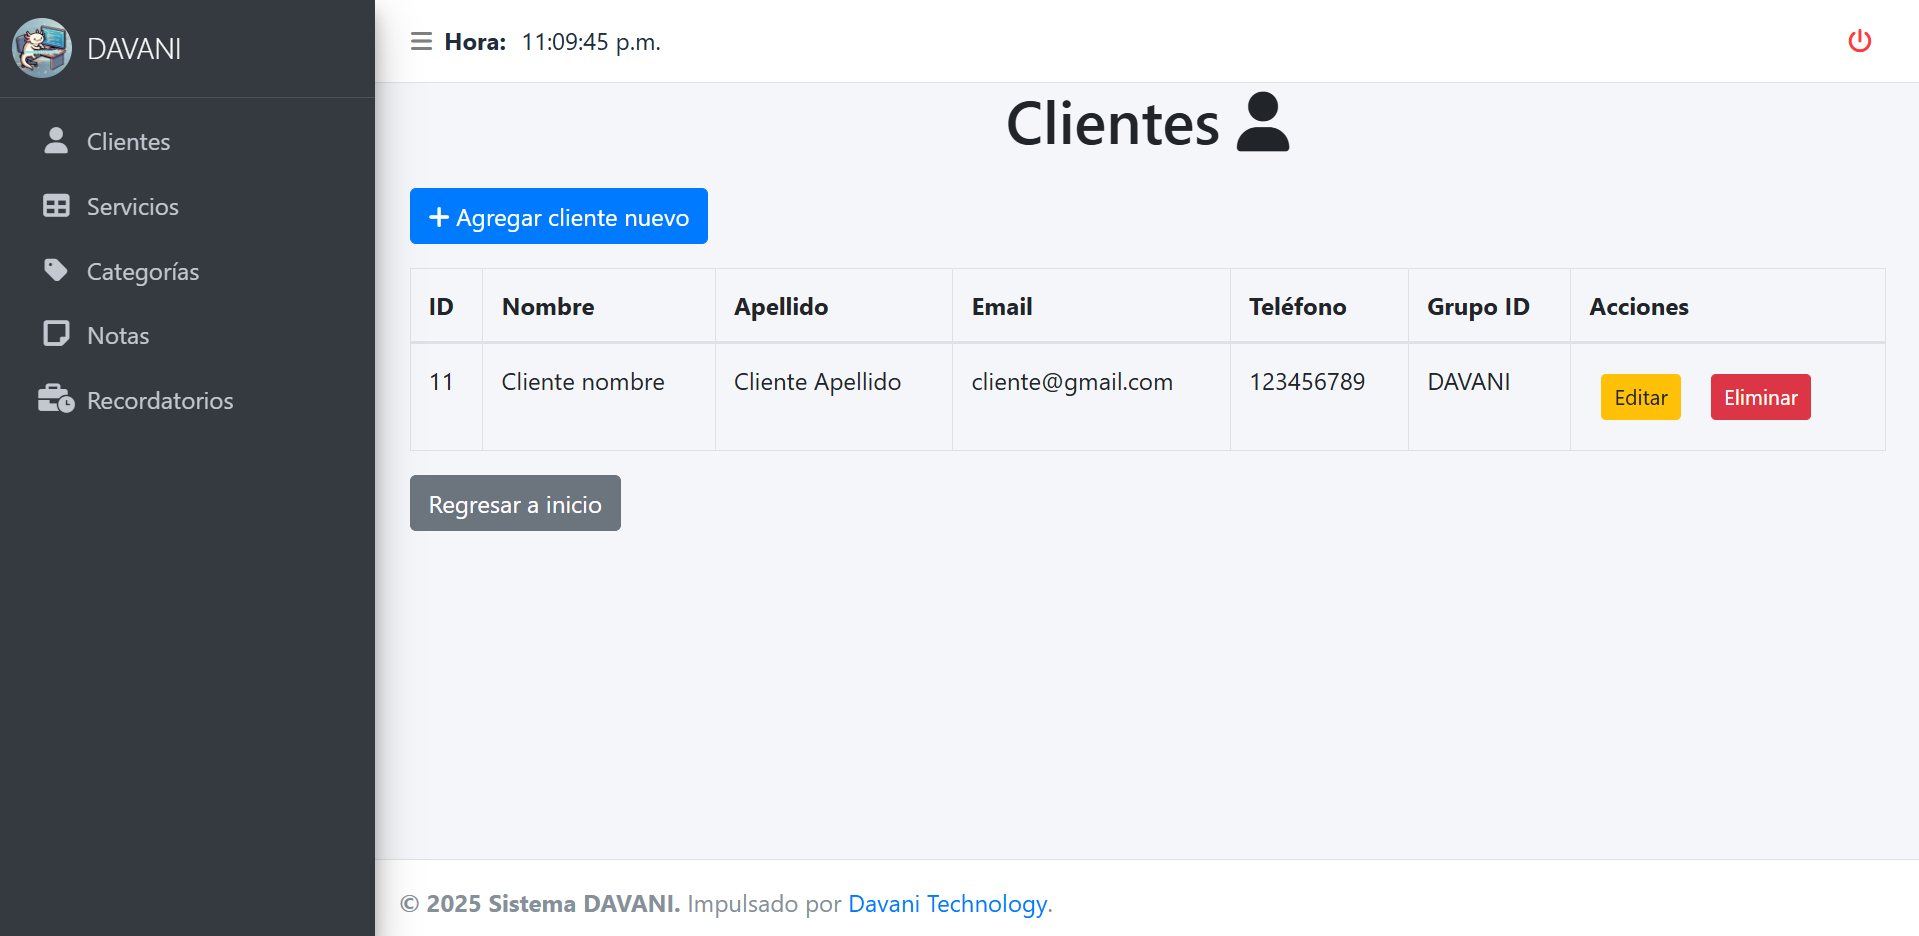 DAVANI
Clientes
Servicios
Categorías
Notas
Recordatorios
Hora: 11:09:45 p.m.
Clientes
Agregar cliente nuevo
ID Nombre Apellido Email Teléfono Grupo ID Acciones
11 Cliente nombre Cliente Apellido cliente@gmail.com 123456789 DAVANI Editar Eliminar
Regresar a inicio
© 2025 Sistema DAVANI. Impulsado por Davani Technology.